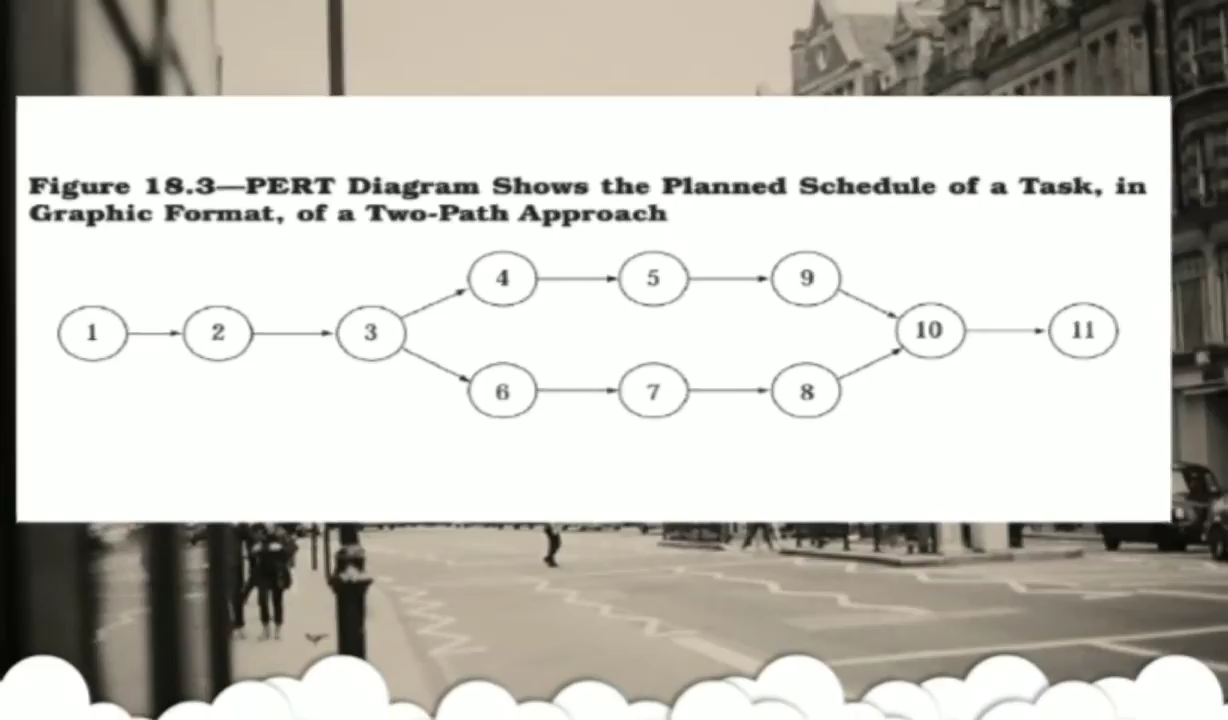 Figure 18.3—PERT Diagram Shows the Planned Schedule of a Task, in
Graphic Format, of a Two-Path Approach
4 5 9
1 2 3 10 11
6 7 8